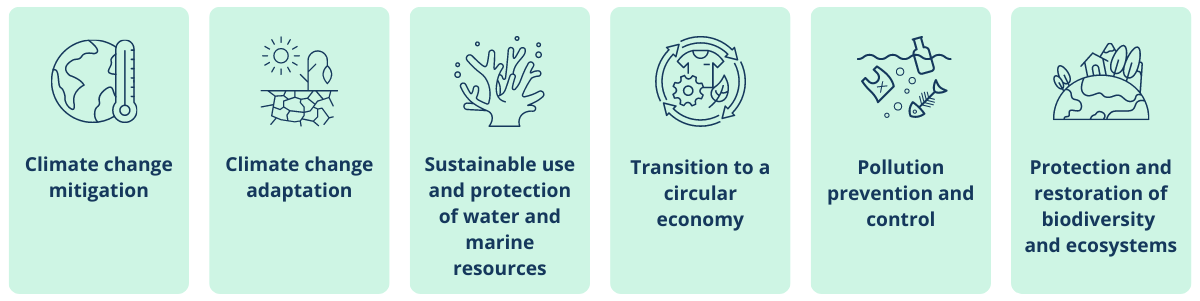 Climate change
mitigation
Climate change
adaptation
Sustainable use
and protection
of water and
marine
resources
Transition to a
circular
economy
Pollution
prevention and
control
Protection and
restoration of
biodiversity
and ecosystems